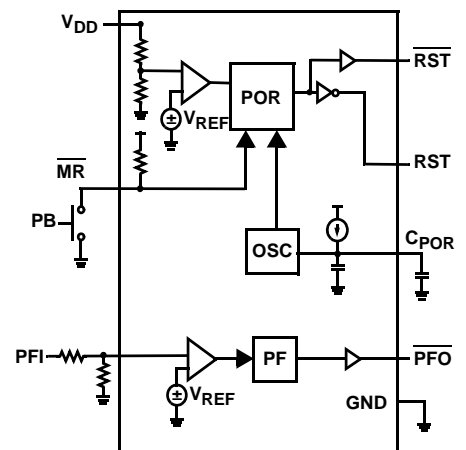 VDD
RST
POR
VREF
MR
RST
PB
OSC
CPOR
PFI
PF
PFO
VREF
GND